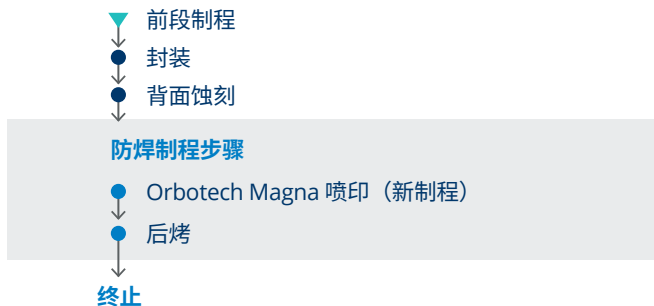 前段制程
封装
背面蚀刻
防焊制程步骤
Orbotech Magna 喷印（新制程）
后烤
终止